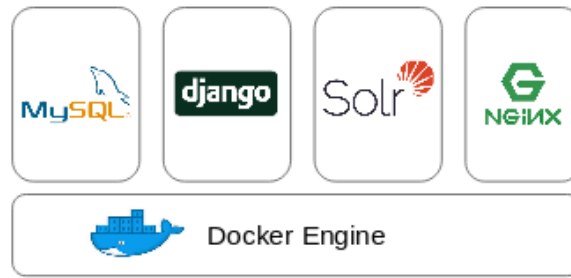 MySQL
django
Solr
G
NGiNX
Docker Engine